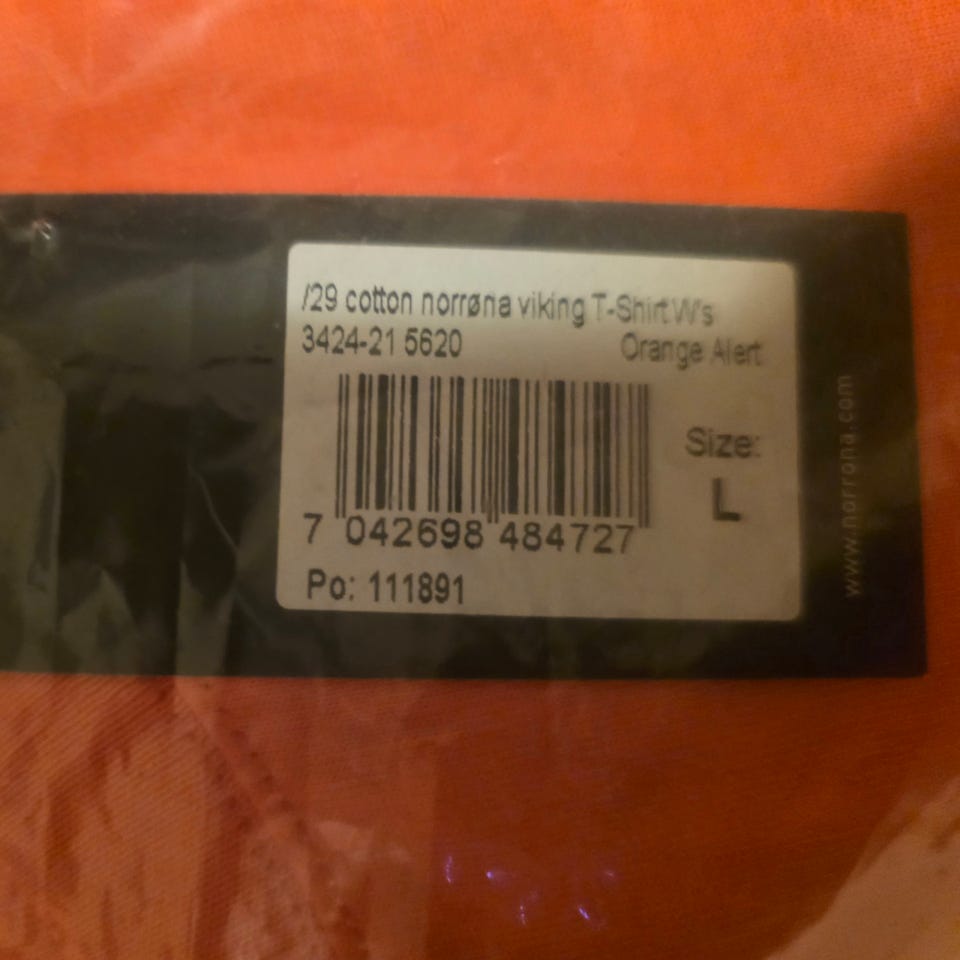 /29 cotton norrøna viking T-Shirt W's
3424-21 5620 Orange Alert
Size:
L
7 042698 484727
Po: 111891
www.norrona.com